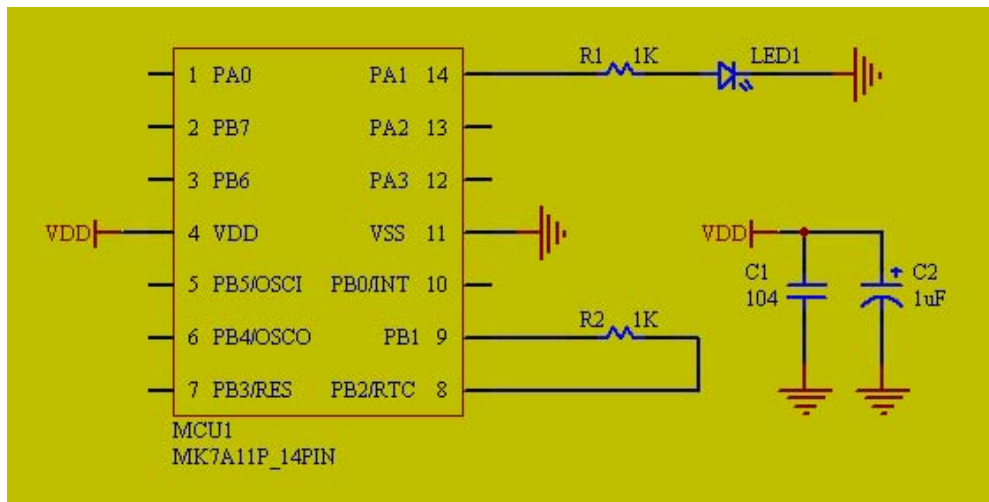 R1 1K LED1
1 PA0 PA1 14
2 PB7 PA2 13
3 PB6 PA3 12
VDD 4 VDD VSS 11 VDD
5 PB5/OSCI PB0/INT 10
C1 104
C2 1uF
+
R2 1K
6 PB4/OSCO PB1 9
7 PB3/RES PB2/RTC 8
MCU1
MK7A11P_14PIN